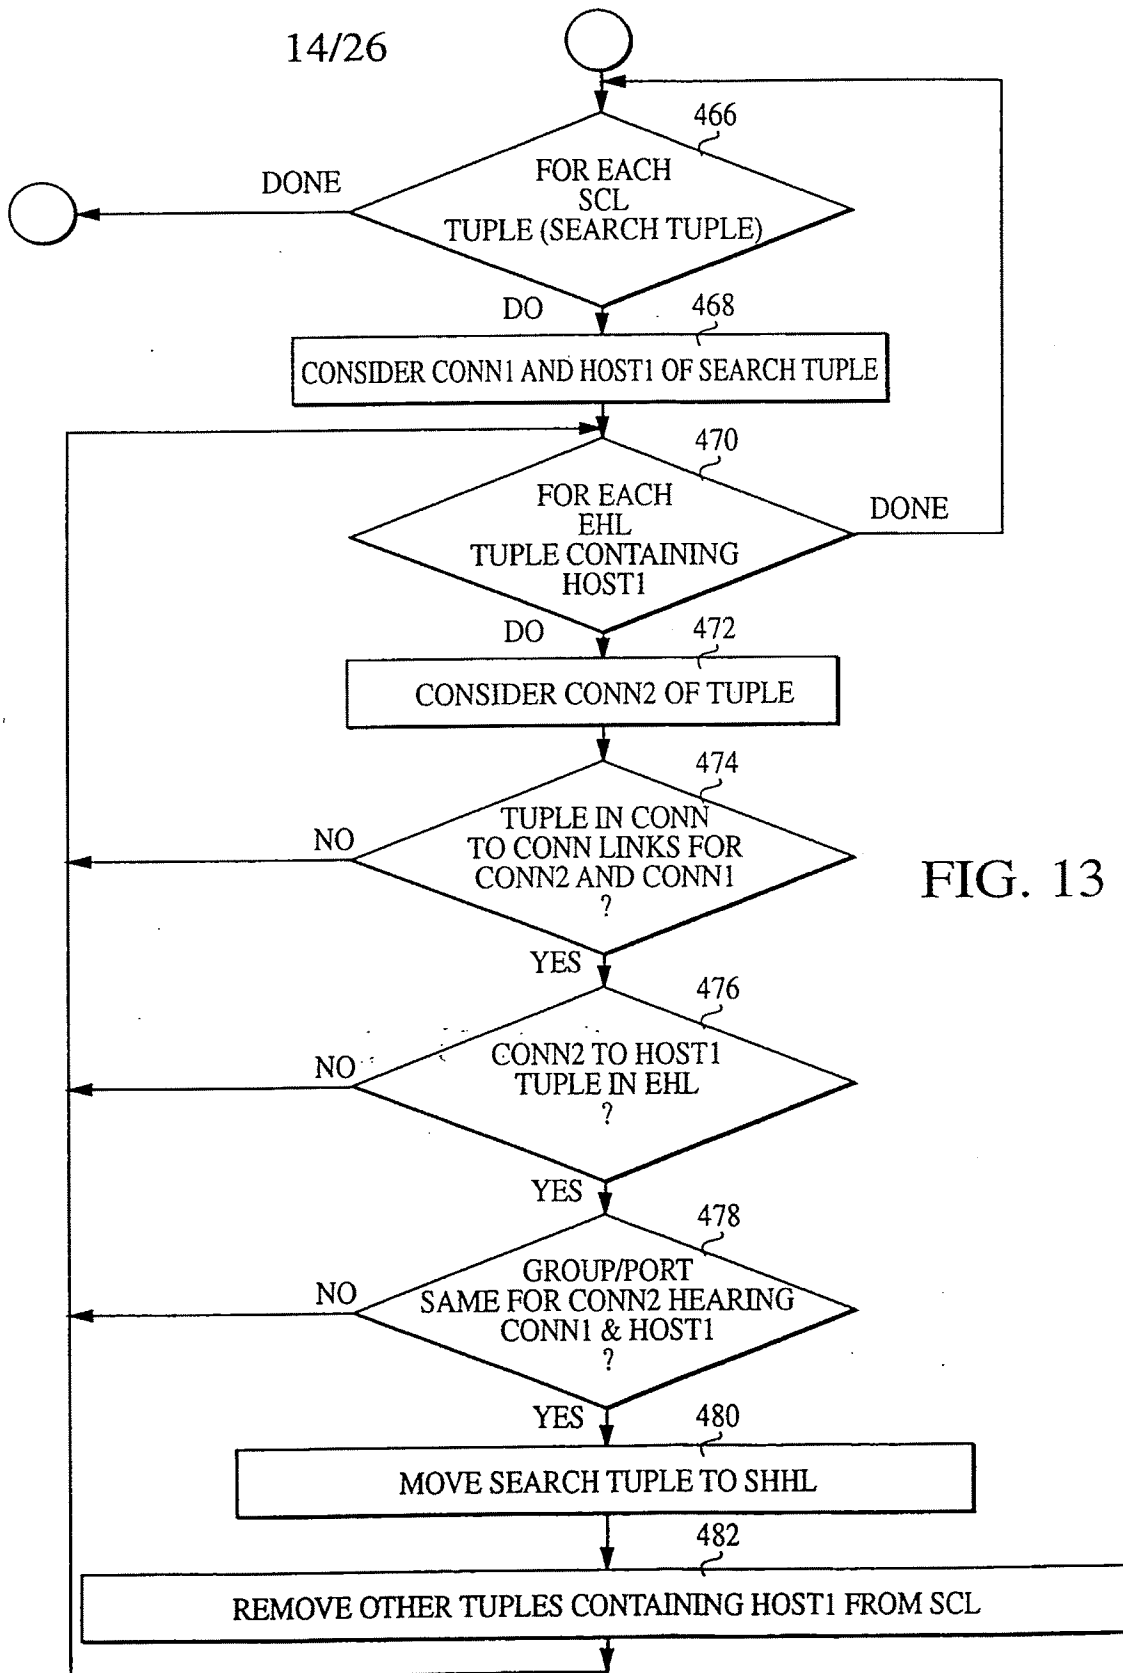 14/26
466
FOR EACH
SCL
TUPLE (SEARCH TUPLE)
DONE
DO
468
CONSIDER CONN1 AND HOST1 OF SEARCH TUPLE
470
FOR EACH
EHL
TUPLE CONTAINING
HOST1
DONE
DO
472
CONSIDER CONN2 OF TUPLE
474
TUPLE IN CONN
TO CONN LINKS FOR
CONN2 AND CONN1
?
NO
FIG. 13
YES
476
CONN2 TO HOST1
TUPLE IN EHL
?
NO
YES
478
GROUP/PORT
SAME FOR CONN2 HEARING
CONN1 & HOST1
?
NO
YES
480
MOVE SEARCH TUPLE TO SHHL
482
REMOVE OTHER TUPLES CONTAINING HOST1 FROM SCL